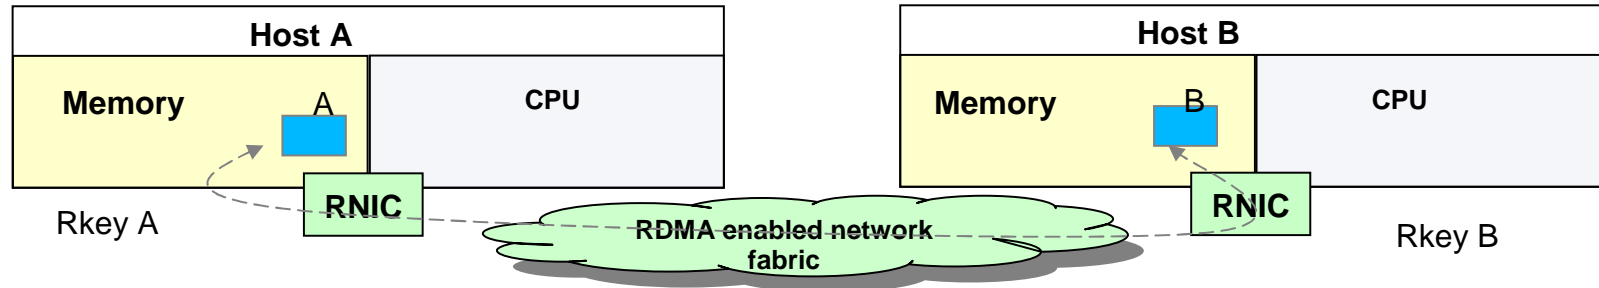 Host A
Memory
A
CPU
RNIC
Rkey A
RDMA enabled network
fabric
Host B
Memory
B
CPU
RNIC
Rkey B